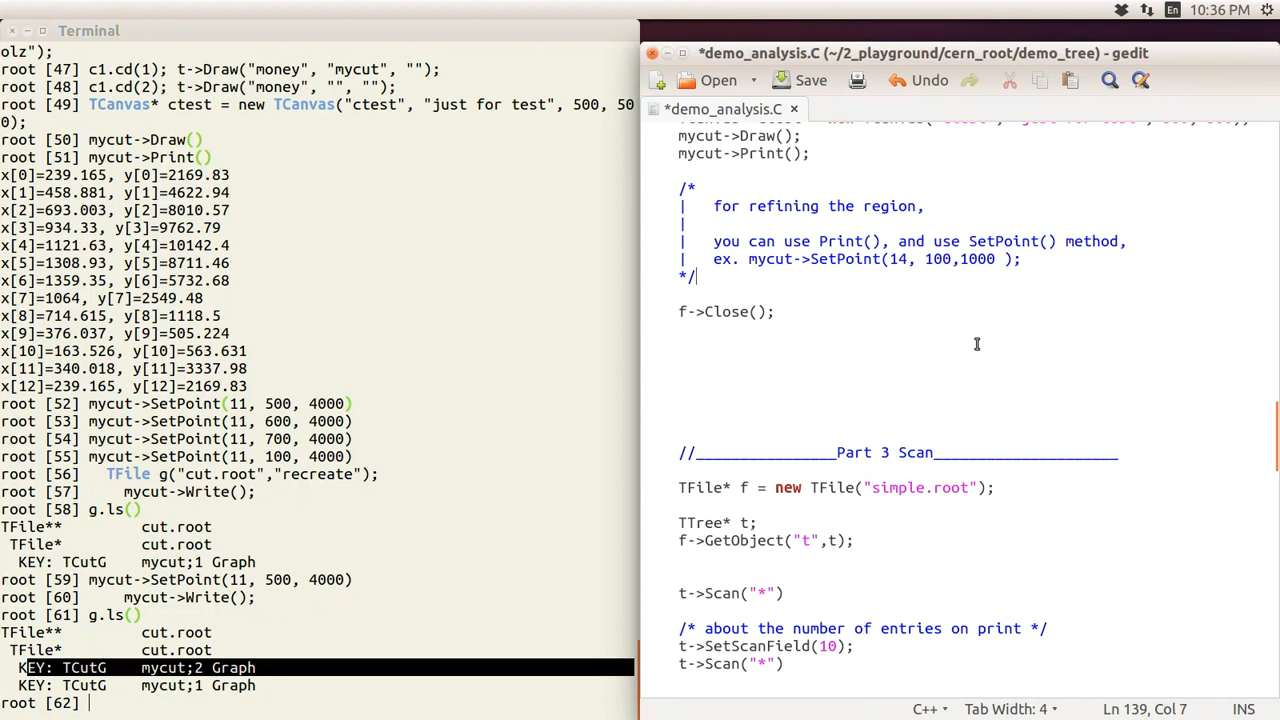 En 10:36 PM
Terminal
olz");
root [47] c1.cd(1); t->Draw("money", "mycut", "");
root [48] c1.cd(2); t->Draw("money", "", "");
root [49] TCanvas* ctest = new TCanvas("ctest", "just for test", 500, 50
0);
root [50] mycut->Draw()
root [51] mycut->Print()
x[0]=239.165, y[0]=2169.83
x[1]=458.881, y[1]=4622.94
x[2]=693.003, y[2]=8010.57
x[3]=934.33, y[3]=9762.79
x[4]=1121.63, y[4]=10142.4
x[5]=1308.93, y[5]=8711.46
x[6]=1359.35, y[6]=5732.68
x[7]=1064, y[7]=2549.48
x[8]=714.615, y[8]=1118.5
x[9]=376.037, y[9]=505.224
x[10]=163.526, y[10]=563.631
x[11]=340.018, y[11]=3337.98
x[12]=239.165, y[12]=2169.83
root [52] mycut->SetPoint(11, 500, 4000)
root [53] mycut->SetPoint(11, 600, 4000)
root [54] mycut->SetPoint(11, 700, 4000)
root [55] mycut->SetPoint(11, 100, 4000)
root [56]   TFile g("cut.root","recreate");
root [57]     mycut->Write();
root [58] g.ls()
TFile**         cut.root
 TFile*         cut.root
  KEY: TCutG    mycut;1 Graph
root [59] mycut->SetPoint(11, 500, 4000)
root [60]     mycut->Write();
root [61] g.ls()
TFile**         cut.root
 TFile*         cut.root
  KEY: TCutG    mycut;2 Graph
  KEY: TCutG    mycut;1 Graph
root [62]
*demo_analysis.C (~/2_playground/cern_root/demo_tree) - gedit
Open Save Undo
*demo_analysis.C ×
mycut->Draw();
mycut->Print();
/*
|   for refining the region,
|
|   you can use Print(), and use SetPoint() method,
|   ex. mycut->SetPoint(14, 100,1000 );
*/
f->Close();
//________________Part 3 Scan_____________________
TFile* f = new TFile("simple.root");
TTree* t;
f->GetObject("t",t);
t->Scan("*")
/* about the number of entries on print */
t->SetScanField(10);
t->Scan("*")
C++ Tab Width: 4 Ln 139, Col 7 INS